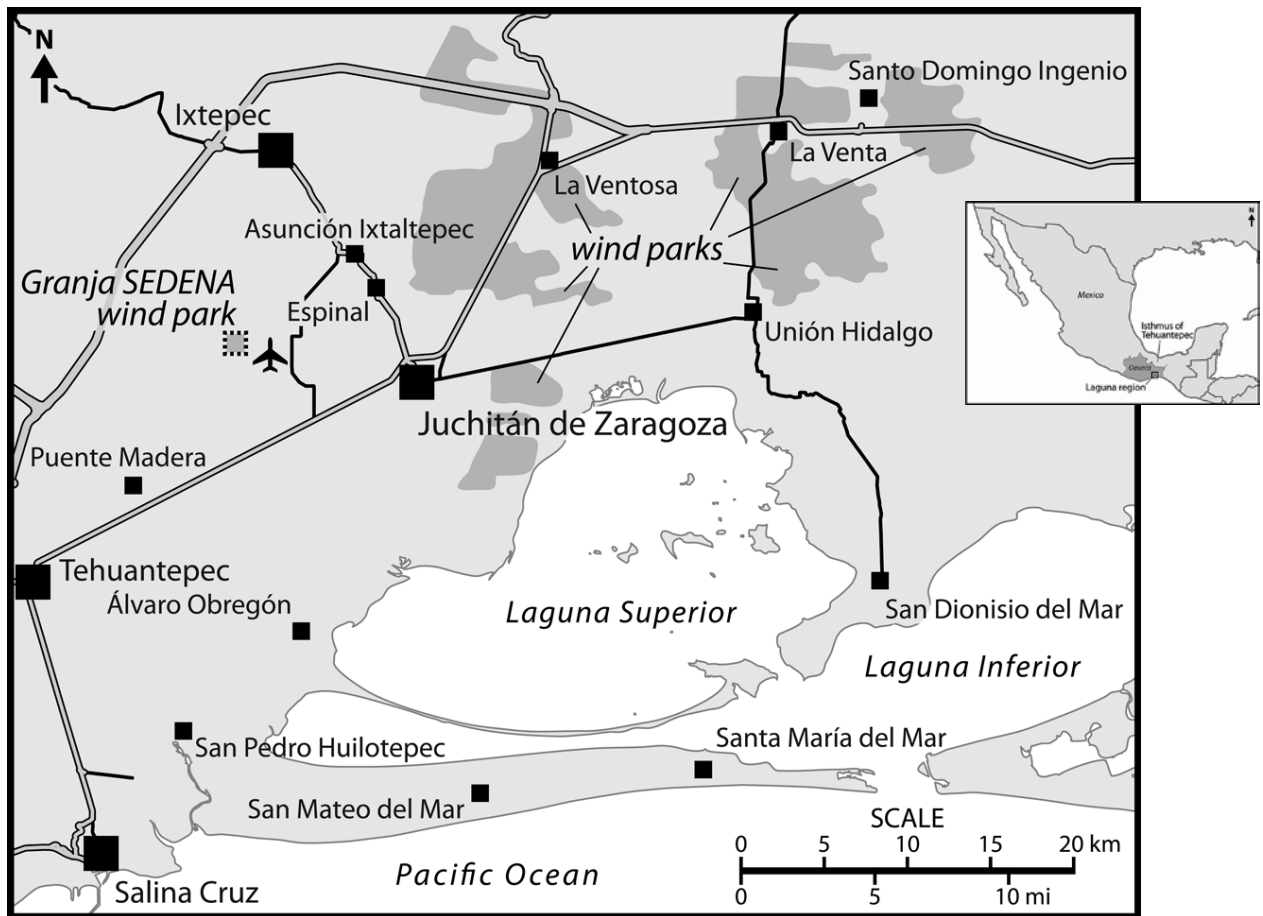 N
Santo Domingo Ingenio
Ixtepec
La Venta
La Ventosa
Asunción Ixtaltepec
wind parks
Granja SEDENA
wind park
Espinal
Unión Hidalgo
Juchitán de Zaragoza
Puente Madera
Tehuantepec
Álvaro Obregón
Laguna Superior
San Dionisio del Mar
Laguna Inferior
San Pedro Huilotepec
Santa María del Mar
San Mateo del Mar
SCALE
0 5 10 15 20 km
0 5 10 mi
Pacific Ocean
Salina Cruz
N
Mexico
Isthmus of
Tehuantepec
Oaxaca
Laguna region